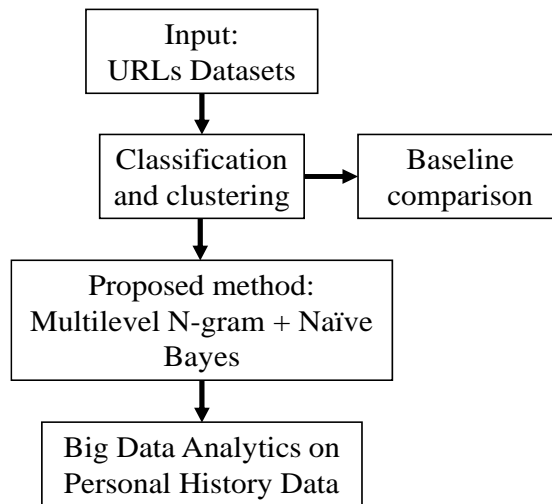 Input:
URLs Datasets
Classification
and clustering
Baseline
comparison
Proposed method:
Multilevel N-gram + Naïve
Bayes
Big Data Analytics on
Personal History Data